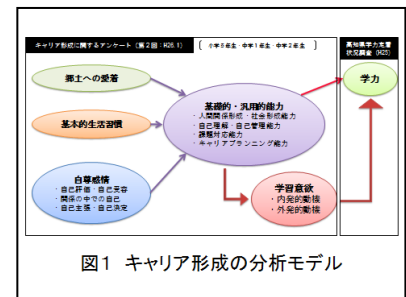 キャリア形成に関するアンケート（第2回：H26.1）
［ 小学6年生・中学1年生・中学2年生 ］
高知県学力定着
状況調査（H25）
郷土への愛着
基本的生活習慣
自尊感情
・自己評価・自己受容
・関係の中での自己
・自己主張・自己決定
基礎的・汎用的能力
・人間関係形成・社会形成能力
・自己理解・自己管理能力
・課題対応能力
・キャリアプランニング能力
学習意欲
・内発的動機
・外発的動機
学力
図1 キャリア形成の分析モデル